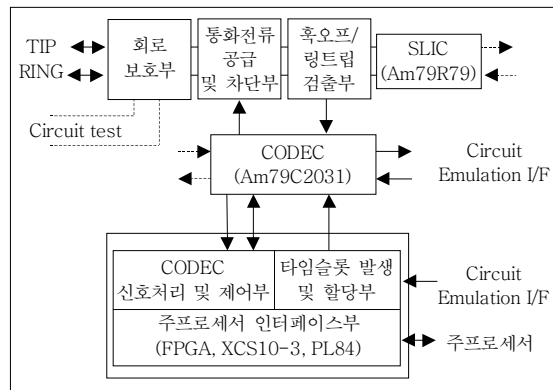 TIP
RING
회로
보호부
통화전류
공급
및 차단부
훅오프/
링트립
검출부
SLIC
(Am79R79)
Circuit test
CODEC
(Am79C2031)
Circuit
Emulation I/F
CODEC
신호처리 및 제어부
타임슬롯 발생
및 할당부
Circuit
Emulation I/F
주프로세서 인터페이스부
(FPGA, XCS10-3, PL84)
주프로세서